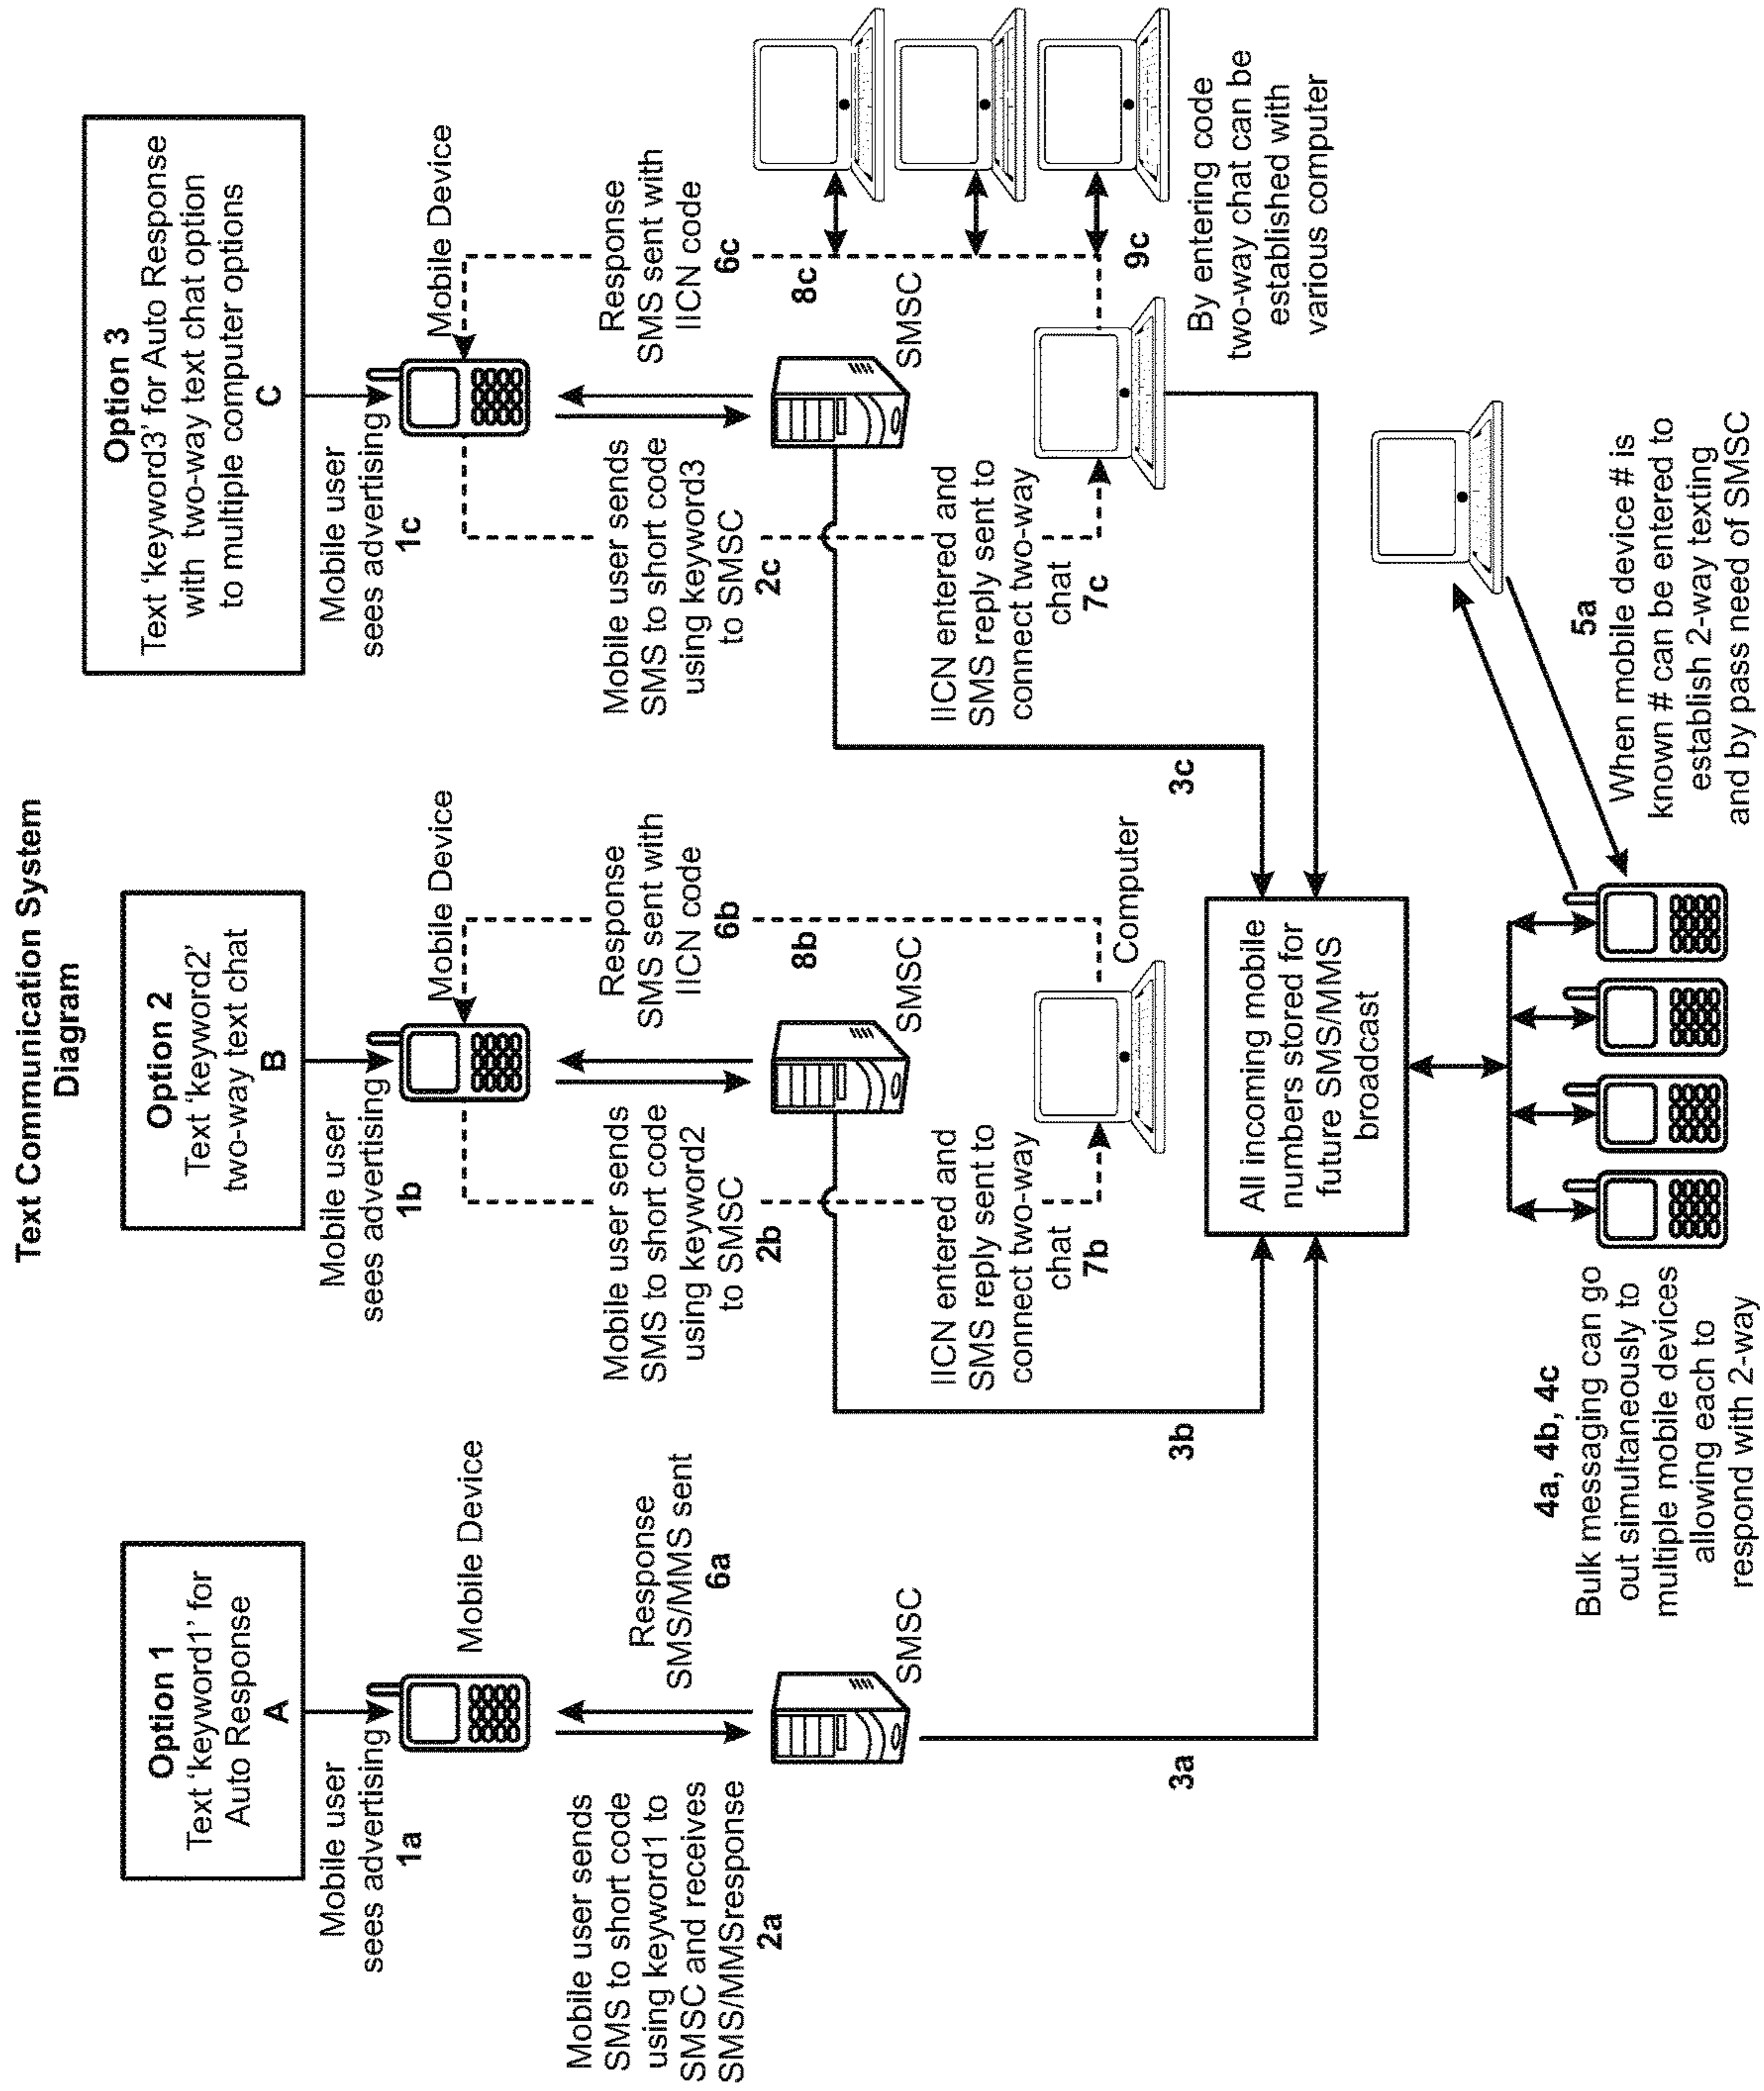 Text Communication System
Diagram
Option 1
Text ‘keyword1’ for
Auto Response
A
Mobile user
sees advertising
1a
Mobile Device
Mobile user sends
SMS to short code
using keyword1 to
SMSC and receives
SMS/MMSresponse
2a
Response
SMS/MMS sent
6a
SMSC
3a
Option 2
Text ‘keyword2’
two-way text chat
B
Mobile user
sees advertising
1b
Mobile Device
Mobile user sends
SMS to short code
using keyword2
to SMSC
2b
Response
SMS sent with
IICN code
6b
8b
SMSC
IICN entered and
SMS reply sent to
connect two-way
chat
7b
Computer
3b
Option 3
Text ‘keyword3’ for Auto Response
with two-way text chat option
to multiple computer options
C
Mobile user
sees advertising
1c
Mobile Device
Mobile user sends
SMS to short code
using keyword3
to SMSC
2c
Response
SMS sent with
IICN code
6c
8c
SMSC
IICN entered and
SMS reply sent to
connect two-way
chat
7c
9c
By entering code
two-way chat can be
established with
various computer
3c
All incoming mobile
numbers stored for
future SMS/MMS
broadcast
4a, 4b, 4c
Bulk messaging can go
out simultaneously to
multiple mobile devices
allowing each to
respond with 2-way
5a
When mobile device # is
known # can be entered to
establish 2-way texting
and by pass need of SMSC